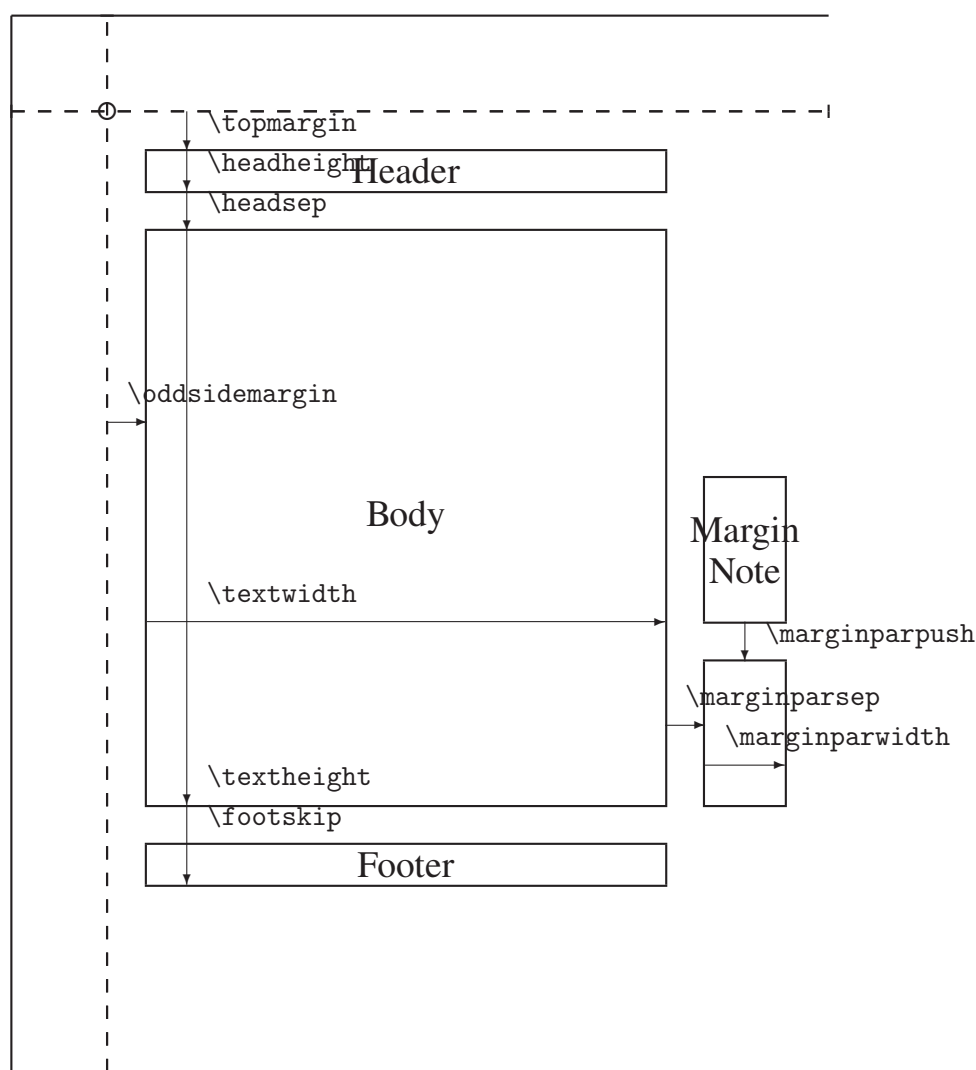 \topmargin
\headheight
Header
\headsep
\oddsidemargin
Body
Margin
Note
\textwidth
\marginparpush
\marginparsep
\marginparwidth
\textheight
\footskip
Footer